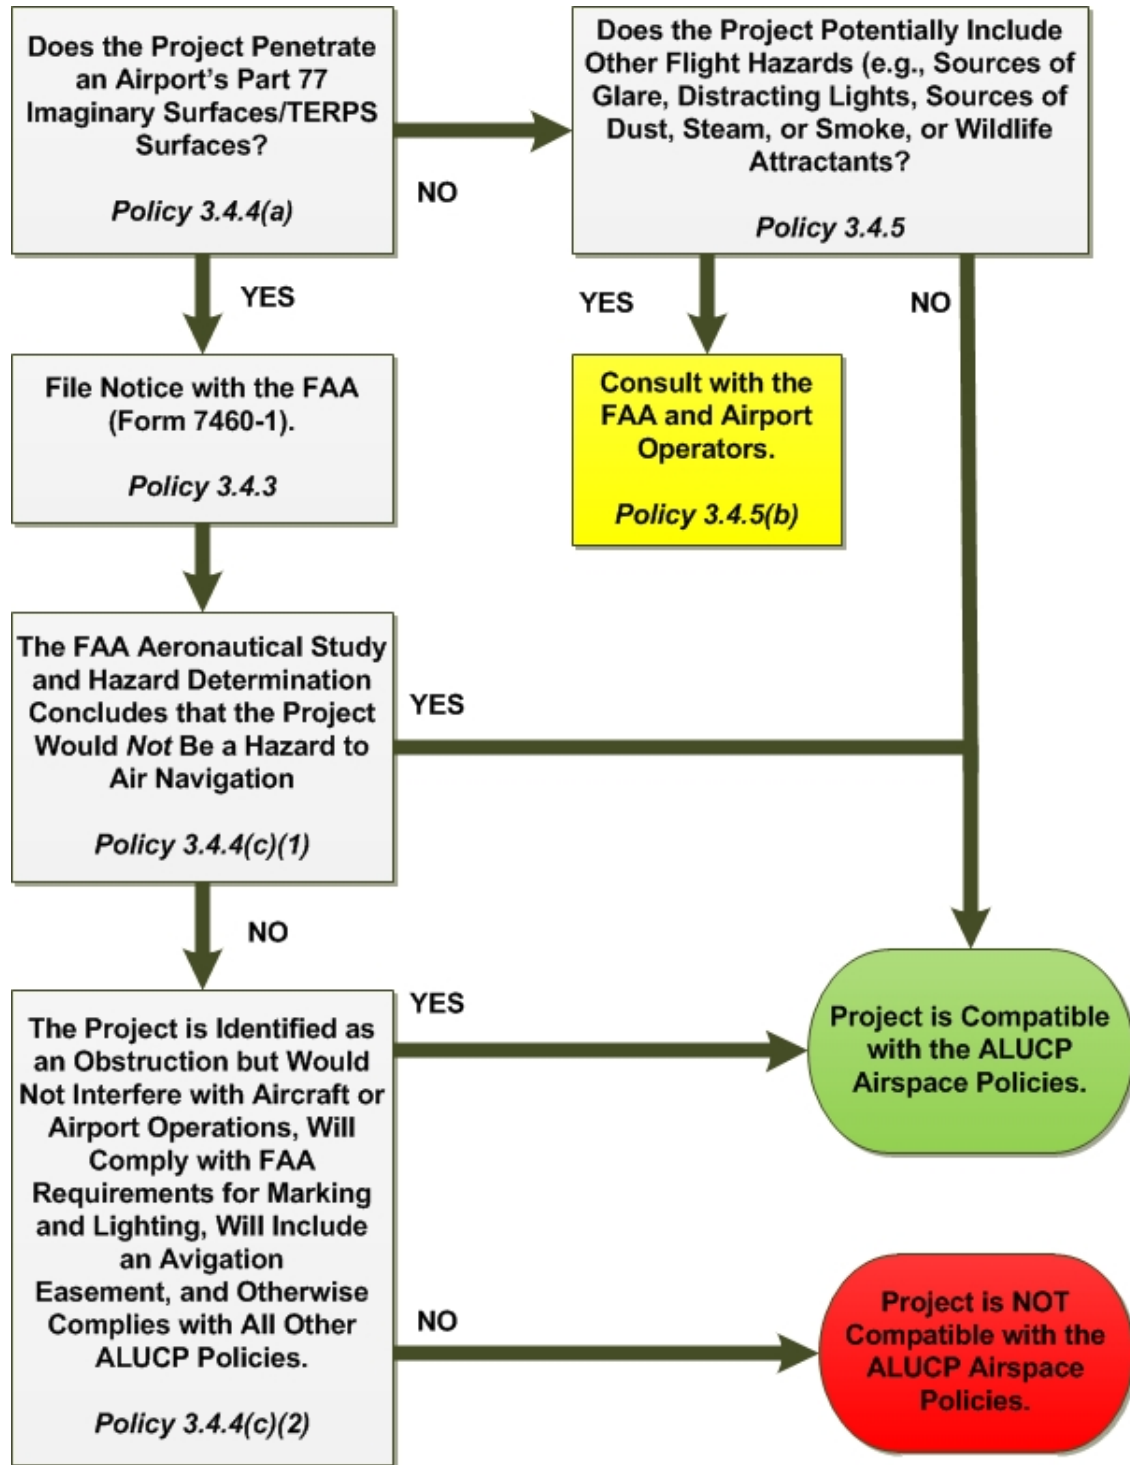 Does the Project Penetrate
an Airport's Part 77
Imaginary Surfaces/TERPS
Surfaces?
Policy 3.4.4(a)
NO
Does the Project Potentially Include
Other Flight Hazards (e.g., Sources of
Glare, Distracting Lights, Sources of
Dust, Steam, or Smoke, or Wildlife
Attractants?
Policy 3.4.5
YES
YES
NO
File Notice with the FAA
(Form 7460-1).
Policy 3.4.3
Consult with the
FAA and Airport
Operators.
Policy 3.4.5(b)
The FAA Aeronautical Study
and Hazard Determination
Concludes that the Project
Would Not Be a Hazard to
Air Navigation
Policy 3.4.4(c)(1)
YES
NO
The Project is Identified as
an Obstruction but Would
Not Interfere with Aircraft or
Airport Operations, Will
Comply with FAA
Requirements for Marking
and Lighting, Will Include
an Avigation
Easement, and Otherwise
Complies with All Other
ALUCP Policies.
Policy 3.4.4(c)(2)
YES
Project is Compatible
with the ALUCP
Airspace Policies.
NO
Project is NOT
Compatible with the
ALUCP Airspace
Policies.